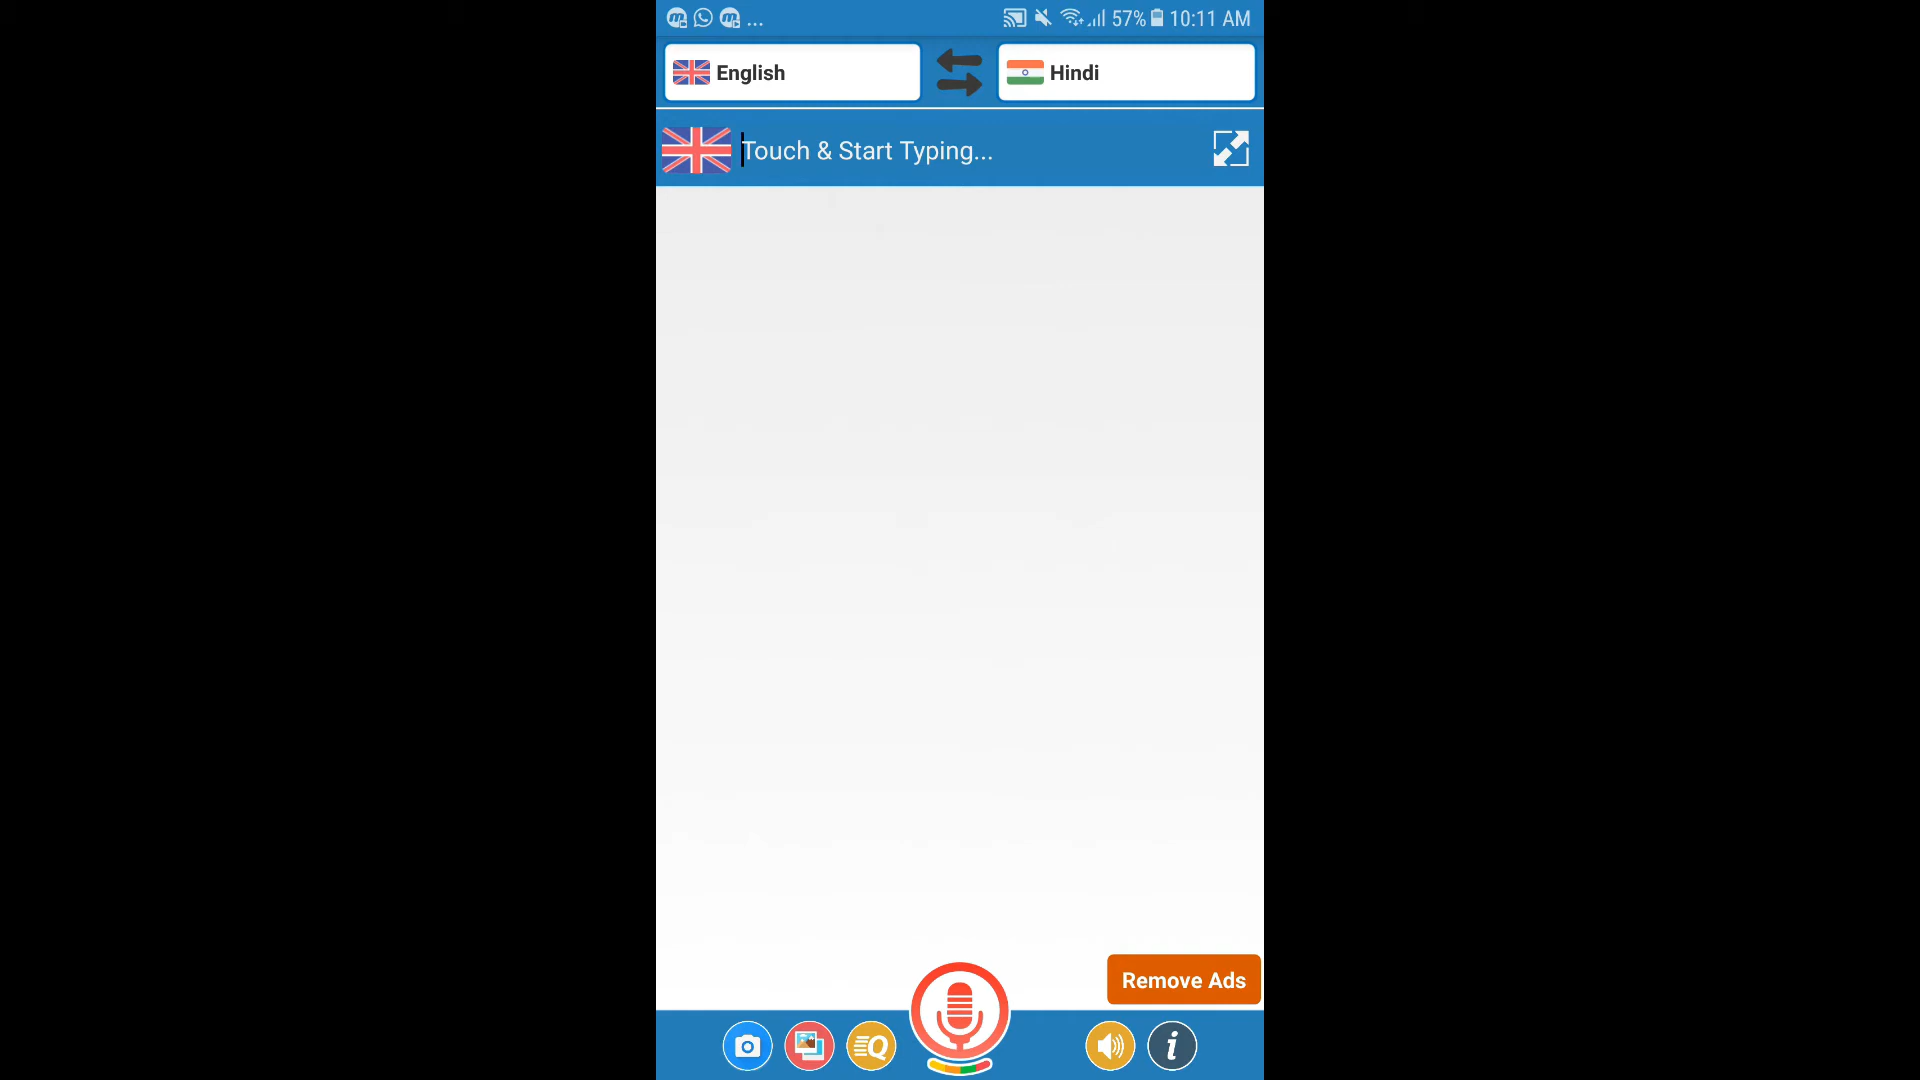 ... 57% 10:11 AM
English Hindi
Touch & Start Typing...
Remove Ads
Q i